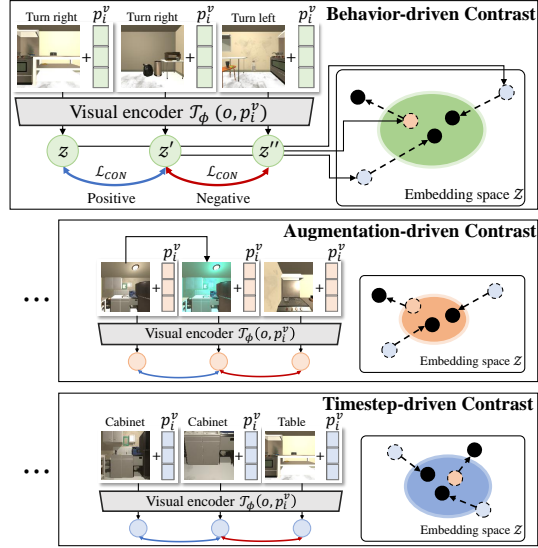 Behavior-driven Contrast
Turn right p_i^v Turn right p_i^v Turn left p_i^v
+ + +
Visual encoder 𝒯_ϕ (o, p_i^v)
z z′ z′′
ℒ_CON ℒ_CON
Positive Negative
Embedding space 𝒵
Augmentation-driven Contrast
p_i^v p_i^v p_i^v
+ + +
...
Visual encoder 𝒯_ϕ(o, p_i^v)
Embedding space 𝒵
Timestep-driven Contrast
Cabinet p_i^v Cabinet p_i^v Table p_i^v
+ + +
...
Visual encoder 𝒯_ϕ(o, p_i^v)
Embedding space 𝒵